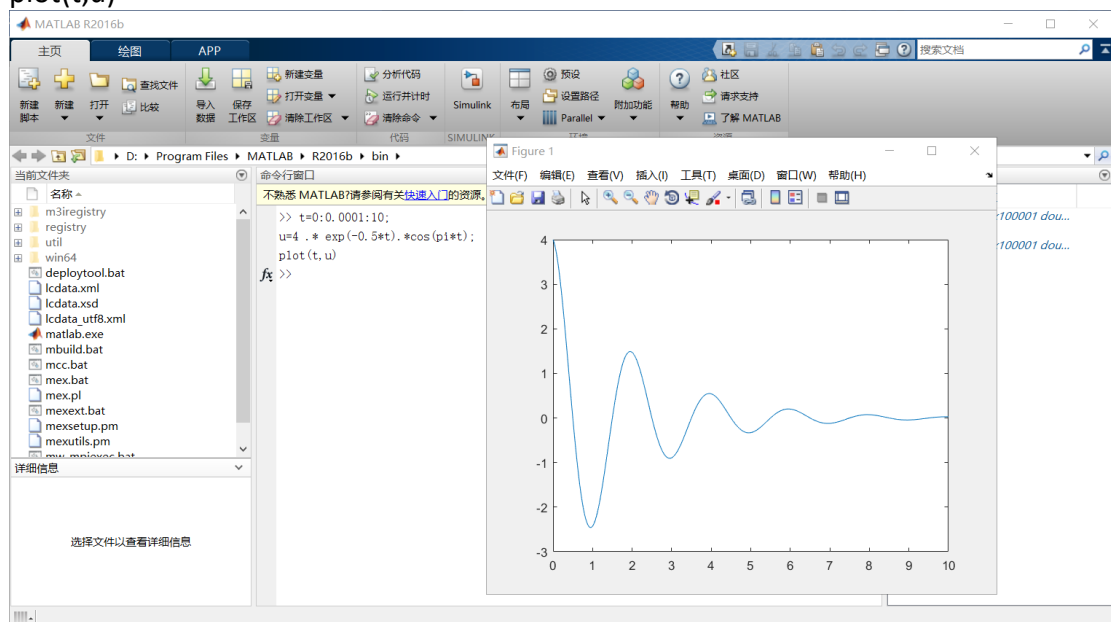 plot(t,u)
MATLAB R2016b
主页 绘图 APP 搜索文档
新建脚本 新建 打开 查找文件 比较 导入数据 保存工作区 新建变量 打开变量 清除工作区 分析代码 运行并计时 清除命令 Simulink 布局 预设 设置路径 Parallel 附加功能 帮助 社区 请求支持 了解 MATLAB
文件 变量 代码 SIMULINK 环境 资源
D: Program Files MATLAB R2016b bin
当前文件夹
名称
m3iregistry
registry
util
win64
deploytool.bat
lcdata.xml
lcdata.xsd
lcdata_utf8.xml
matlab.exe
mbuild.bat
mcc.bat
mex.bat
mex.pl
mexext.bat
mexsetup.pm
mexutils.pm
mw_mpiexec.bat
详细信息
选择文件以查看详细信息
命令行窗口
不熟悉 MATLAB?请参阅有关快速入门的资源。
>> t=0:0.0001:10;
u=4 .* exp(-0.5*t).*cos(pi*t);
plot(t,u)
fx >>
Figure 1
文件(F) 编辑(E) 查看(V) 插入(I) 工具(T) 桌面(D) 窗口(W) 帮助(H)
4
3
2
1
0
-1
-2
-3
0 1 2 3 4 5 6 7 8 9 10
100001 dou...
100001 dou...